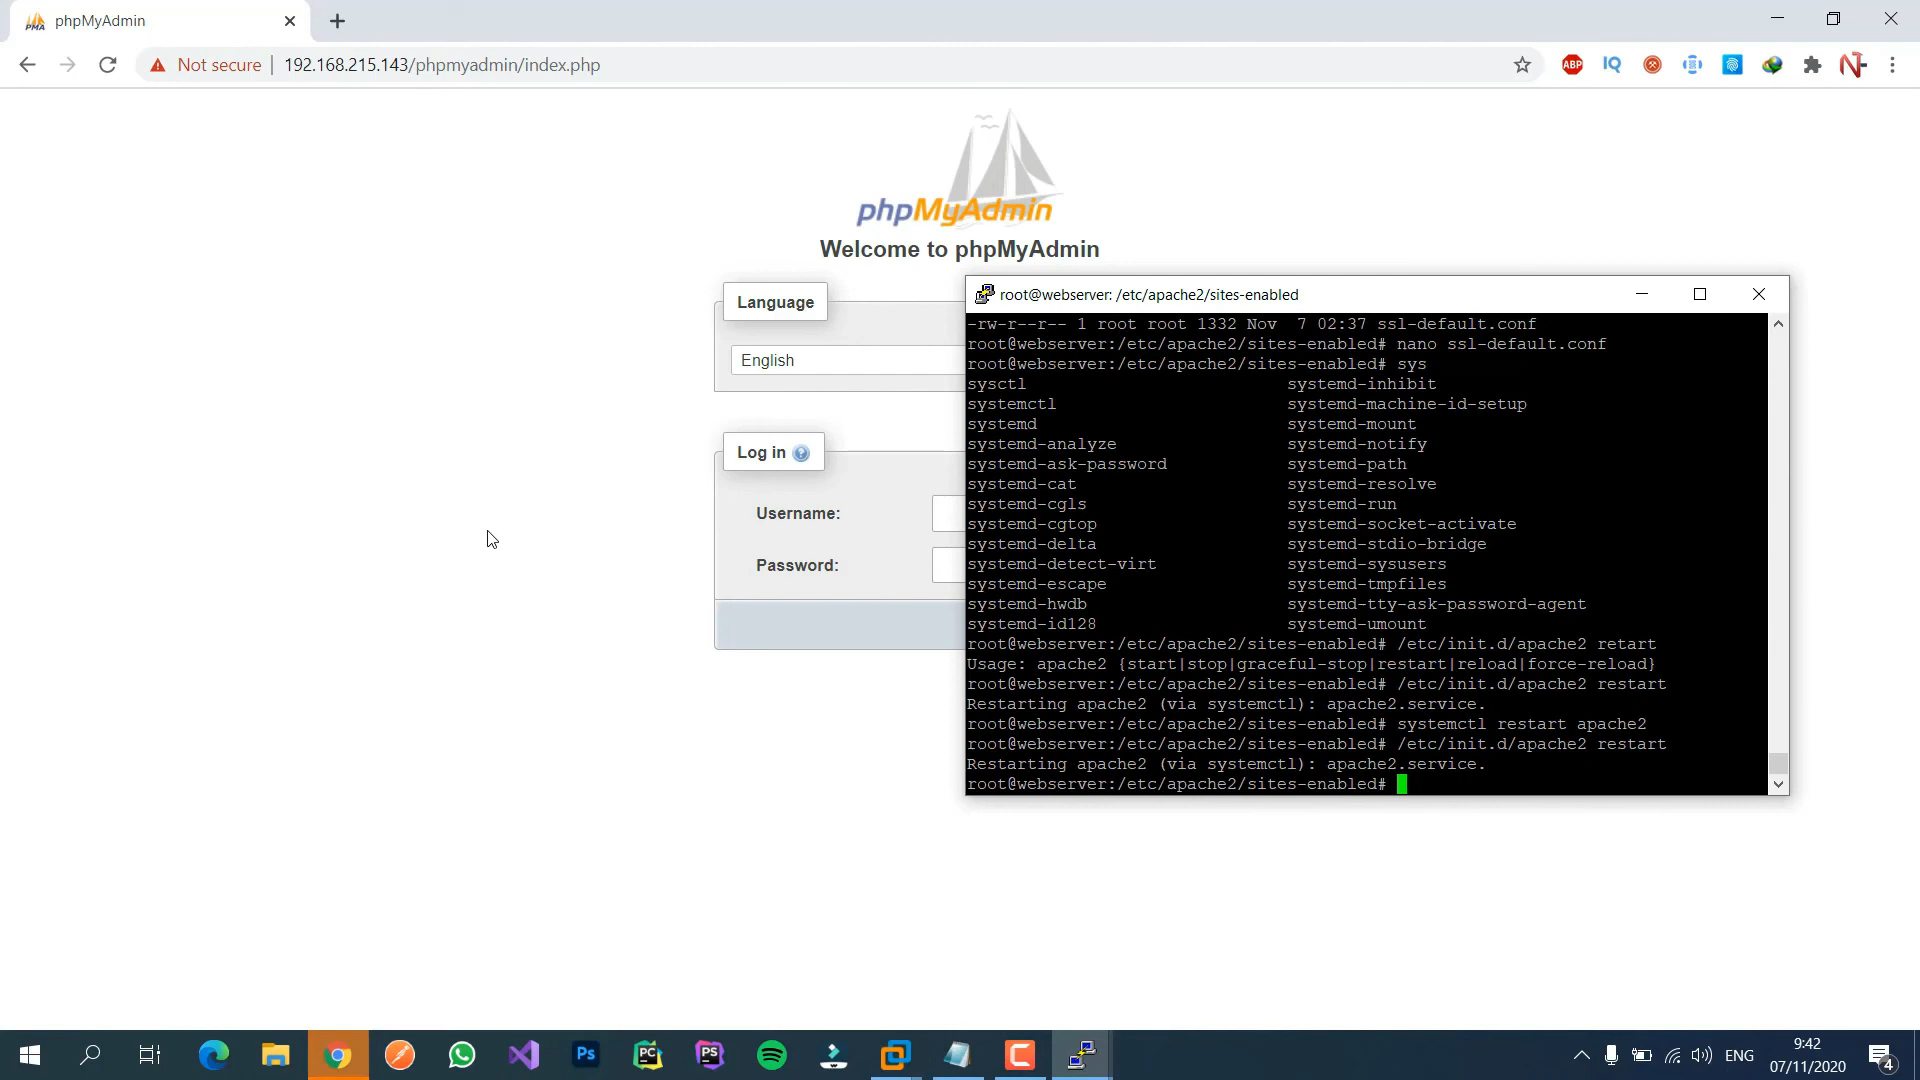 phpMyAdmin
Not secure
192.168.215.143/phpmyadmin/index.php
ABP
IQ
phpMyAdmin
Welcome to phpMyAdmin
Language
English
Log in
Username:
Password:
root@webserver: /etc/apache2/sites-enabled
-rw-r--r-- 1 root root 1332 Nov  7 02:37 ssl-default.conf
root@webserver:/etc/apache2/sites-enabled# nano ssl-default.conf
root@webserver:/etc/apache2/sites-enabled# sys
sysctl systemd-inhibit
systemctl systemd-machine-id-setup
systemd systemd-mount
systemd-analyze systemd-notify
systemd-ask-password systemd-path
systemd-cat systemd-resolve
systemd-cgls systemd-run
systemd-cgtop systemd-socket-activate
systemd-delta systemd-stdio-bridge
systemd-detect-virt systemd-sysusers
systemd-escape systemd-tmpfiles
systemd-hwdb systemd-tty-ask-password-agent
systemd-id128 systemd-umount
root@webserver:/etc/apache2/sites-enabled# /etc/init.d/apache2 retart
Usage: apache2 {start|stop|graceful-stop|restart|reload|force-reload}
root@webserver:/etc/apache2/sites-enabled# /etc/init.d/apache2 restart
Restarting apache2 (via systemctl): apache2.service.
root@webserver:/etc/apache2/sites-enabled# systemctl restart apache2
root@webserver:/etc/apache2/sites-enabled# /etc/init.d/apache2 restart
Restarting apache2 (via systemctl): apache2.service.
root@webserver:/etc/apache2/sites-enabled#
Ps
PC
PS
ENG
9:42
07/11/2020
4